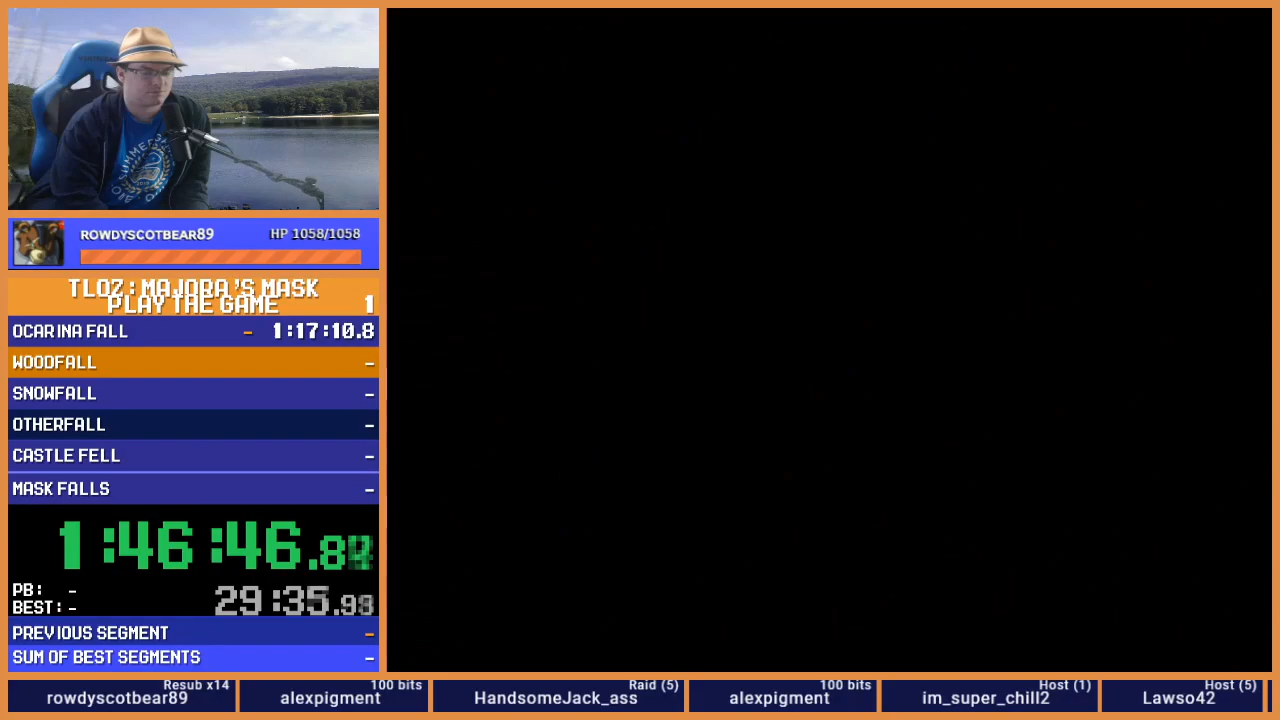 ROWDYSCOTBEAR89 HP 1058/1058
TLOZ: MAJORA'S MASK
PLAY THE GAME 1
OCARINA FALL - 1:17:10.8
WOODFALL -
SNOWFALL -
OTHERFALL -
CASTLE FELL -
MASK FALLS -
1:46:46.8
PB: -
BEST: -
29:35.98
PREVIOUS SEGMENT -
SUM OF BEST SEGMENTS -
Resub x14
rowdyscotbear89
100 bits
alexpigment
Raid (5)
HandsomeJack_ass
100 bits
alexpigment
Host (1)
im_super_chill2
Host (5)
Lawso42